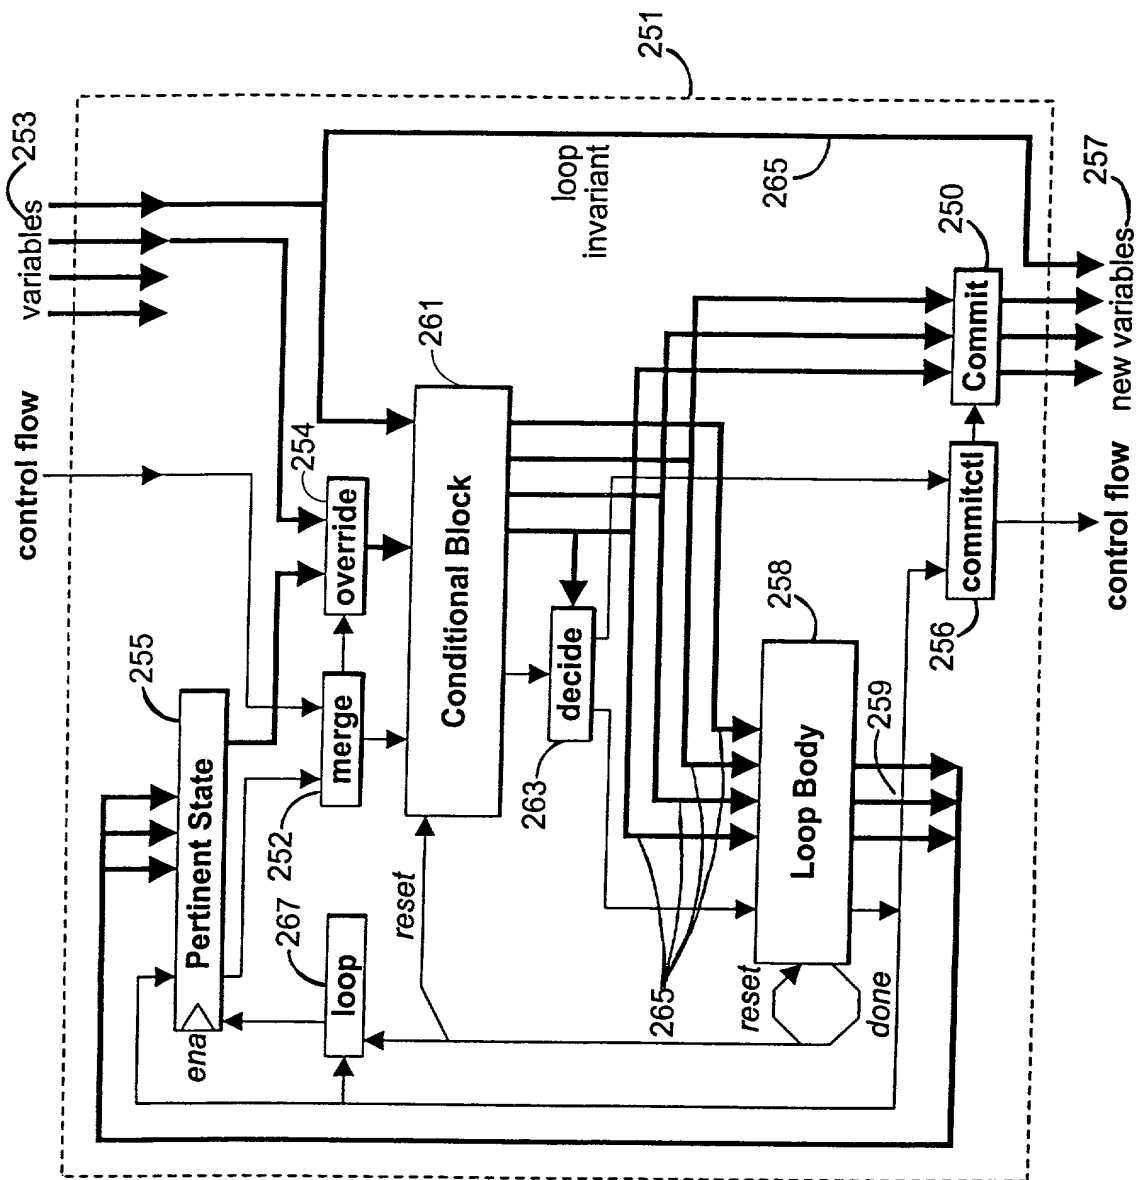 251
variables 253
control flow
loop
invariant
265
254
override
261
Conditional Block
255
Pertinent State
ena
252
merge
267
loop
reset
263
decide
258
Loop Body
265
reset
done
259
250
Commit
commitctl
256
257
new variables
control flow